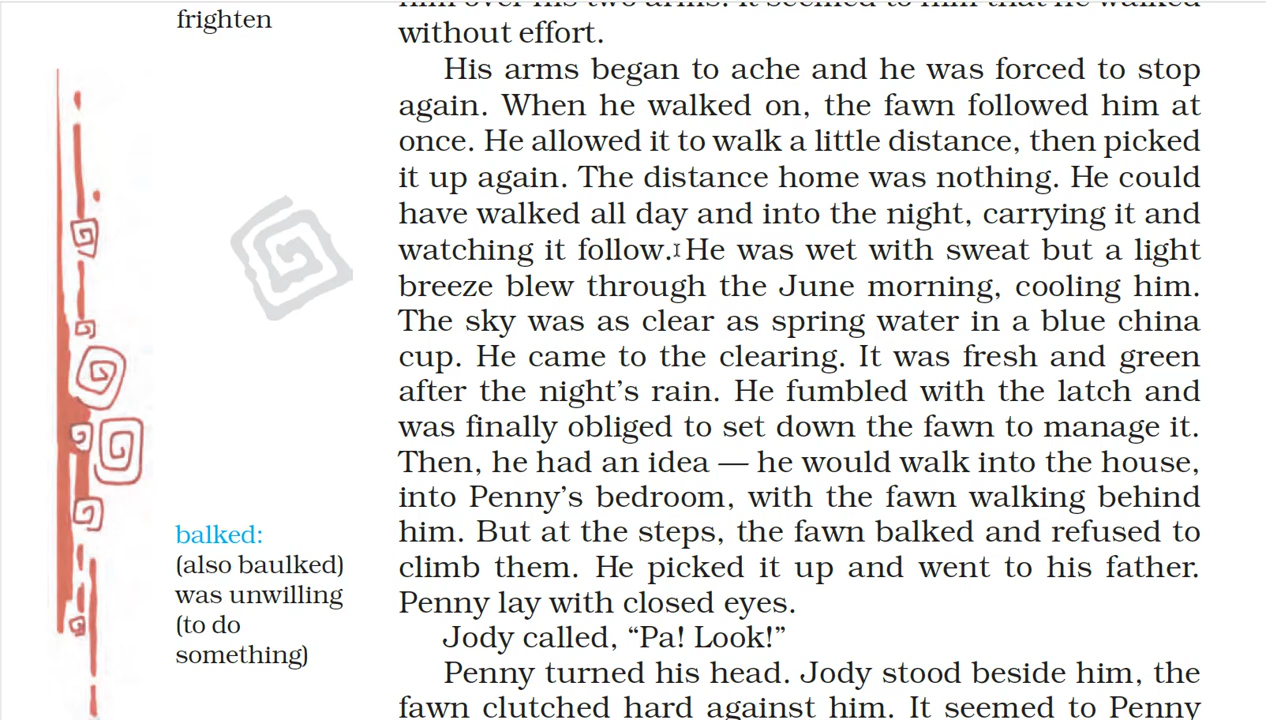 frighten
him over his two arms. It seemed to him that he walked
without effort.
His arms began to ache and he was forced to stop
again. When he walked on, the fawn followed him at
once. He allowed it to walk a little distance, then picked
it up again. The distance home was nothing. He could
have walked all day and into the night, carrying it and
watching it follow. He was wet with sweat but a light
breeze blew through the June morning, cooling him.
The sky was as clear as spring water in a blue china
cup. He came to the clearing. It was fresh and green
after the night’s rain. He fumbled with the latch and
was finally obliged to set down the fawn to manage it.
Then, he had an idea — he would walk into the house,
into Penny’s bedroom, with the fawn walking behind
him. But at the steps, the fawn balked and refused to
climb them. He picked it up and went to his father.
Penny lay with closed eyes.
Jody called, “Pa! Look!”
Penny turned his head. Jody stood beside him, the
fawn clutched hard against him. It seemed to Penny
balked:
(also baulked)
was unwilling
(to do
something)